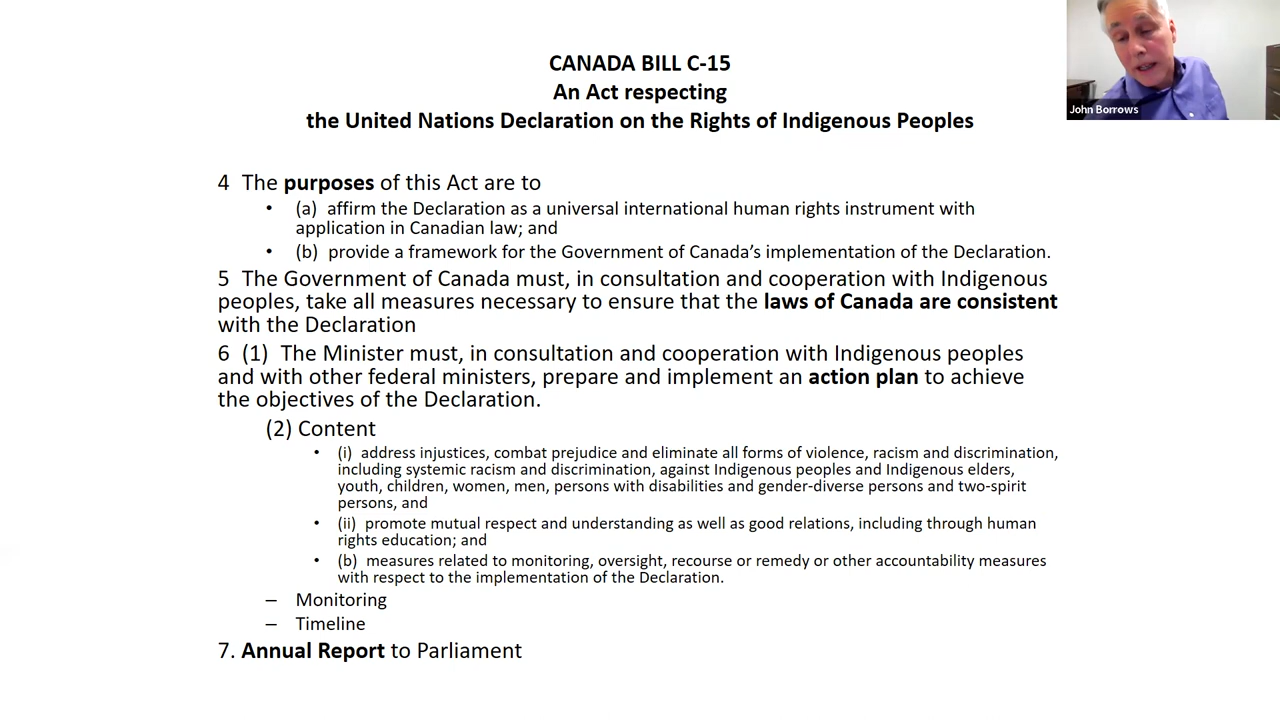 CANADA BILL C-15
An Act respecting
the United Nations Declaration on the Rights of Indigenous Peoples
John Borrows
4 The purposes of this Act are to
• (a) affirm the Declaration as a universal international human rights instrument with
application in Canadian law; and
• (b) provide a framework for the Government of Canada’s implementation of the Declaration.
5 The Government of Canada must, in consultation and cooperation with Indigenous
peoples, take all measures necessary to ensure that the laws of Canada are consistent
with the Declaration
6 (1) The Minister must, in consultation and cooperation with Indigenous peoples
and with other federal ministers, prepare and implement an action plan to achieve
the objectives of the Declaration.
(2) Content
• (i) address injustices, combat prejudice and eliminate all forms of violence, racism and discrimination,
including systemic racism and discrimination, against Indigenous peoples and Indigenous elders,
youth, children, women, men, persons with disabilities and gender-diverse persons and two-spirit
persons, and
• (ii) promote mutual respect and understanding as well as good relations, including through human
rights education; and
• (b) measures related to monitoring, oversight, recourse or remedy or other accountability measures
with respect to the implementation of the Declaration.
– Monitoring
– Timeline
7. Annual Report to Parliament